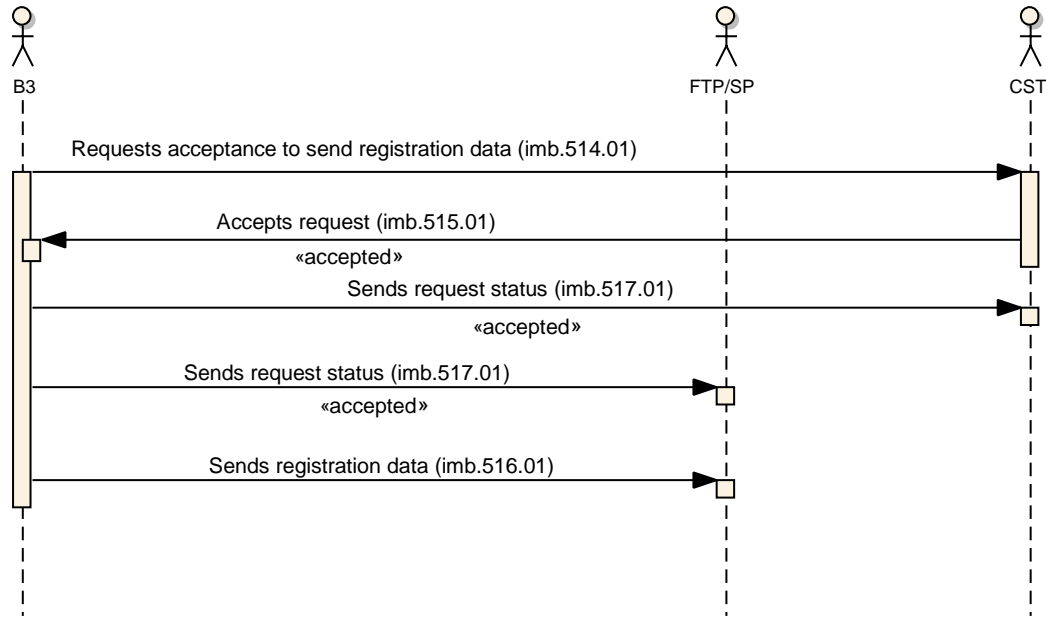 B3
FTP/SP
CST
Requests acceptance to send registration data (imb.514.01)
Accepts request (imb.515.01)
«accepted»
Sends request status (imb.517.01)
«accepted»
Sends request status (imb.517.01)
«accepted»
Sends registration data (imb.516.01)